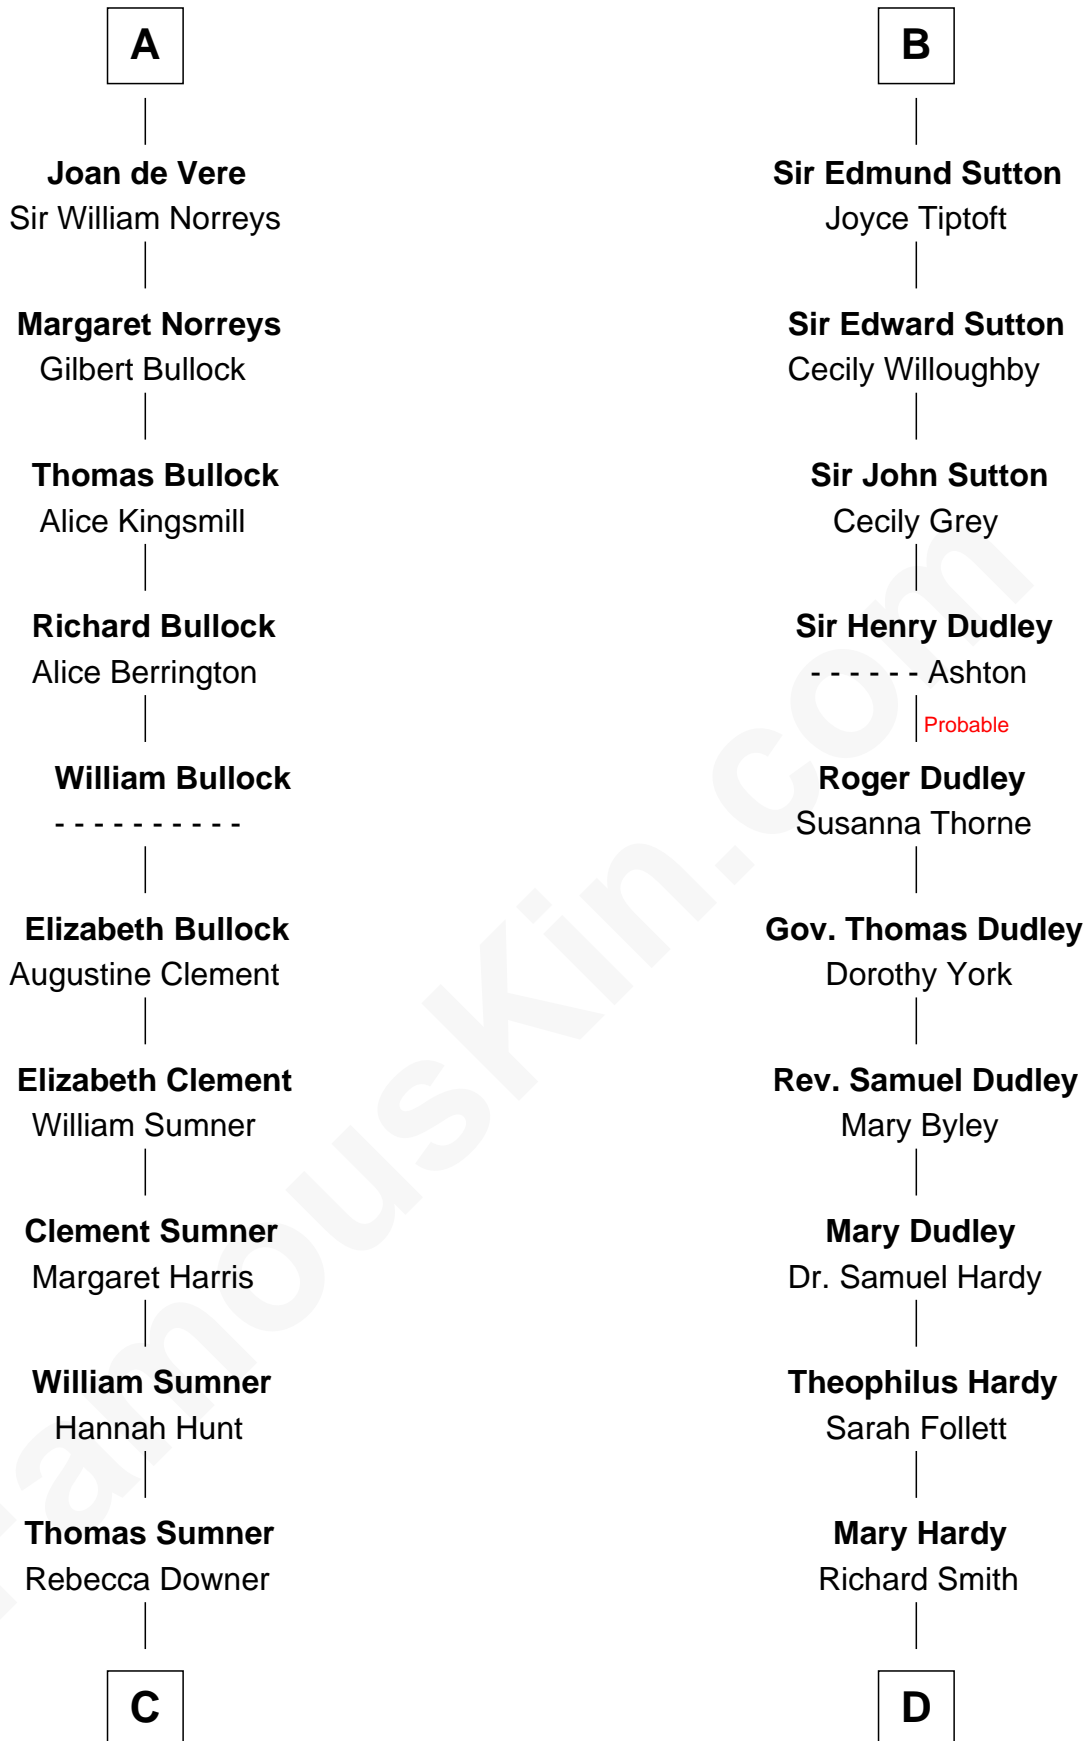 A
Joan de Vere
Sir William Norreys
Margaret Norreys
Gilbert Bullock
Thomas Bullock
Alice Kingsmill
Richard Bullock
Alice Berrington
William Bullock
- - - - - - - - - -
Elizabeth Bullock
Augustine Clement
Elizabeth Clement
William Sumner
Clement Sumner
Margaret Harris
William Sumner
Hannah Hunt
Thomas Sumner
Rebecca Downer
C
B
Sir Edmund Sutton
Joyce Tiptoft
Sir Edward Sutton
Cecily Willoughby
Sir John Sutton
Cecily Grey
Sir Henry Dudley
- - - - - - Ashton
Probable
Roger Dudley
Susanna Thorne
Gov. Thomas Dudley
Dorothy York
Rev. Samuel Dudley
Mary Byley
Mary Dudley
Dr. Samuel Hardy
Theophilus Hardy
Sarah Follett
Mary Hardy
Richard Smith
D
FamousKin.com